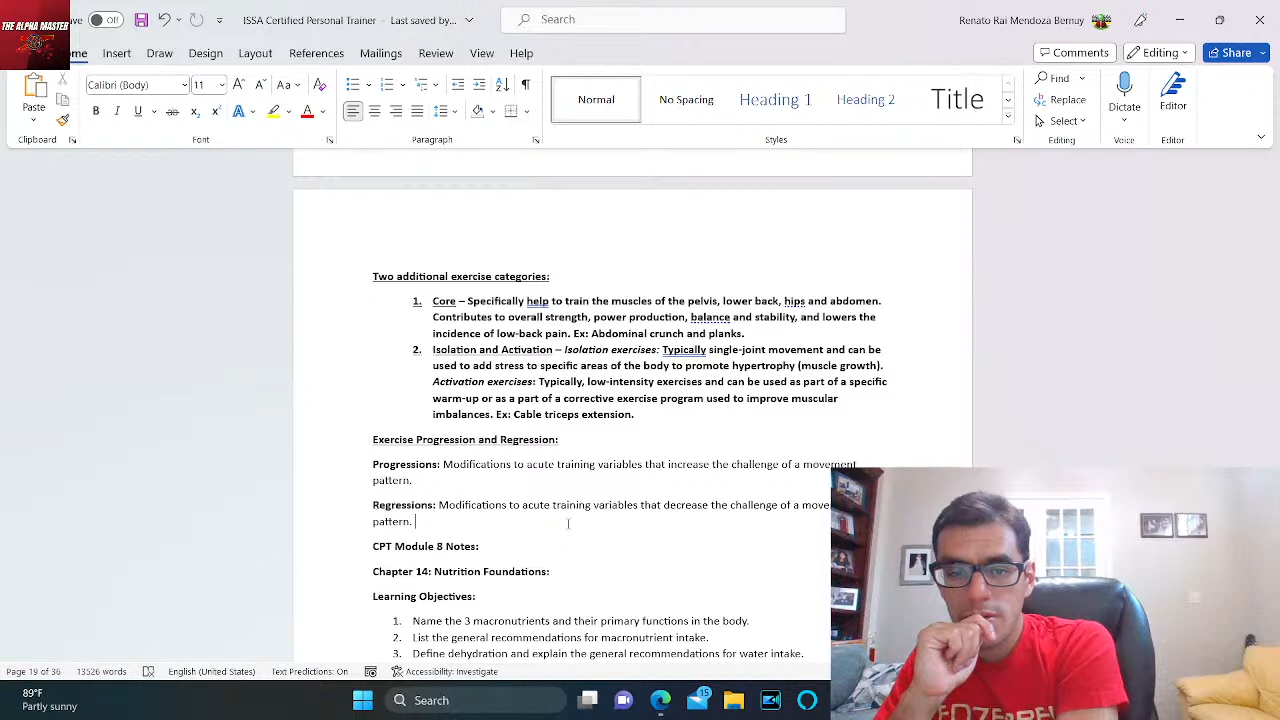 THE ALPHA MASTER
Off
ISSA Certified Personal Trainer - Last saved by...
Search
Renato Rai Mendoza Bernuy
Insert Draw Design Layout References Mailings Review View Help
Comments
Editing
Share
Paste
Calibri (Body) 11
Clipboard
Font
Paragraph
Normal
No Spacing
Heading 1
Heading 2
Title
Styles
Find
Replace
Select
Editing
Dictate
Voice
Editor
Editor
Two additional exercise categories:
1. Core – Specifically help to train the muscles of the pelvis, lower back, hips and abdomen.
Contributes to overall strength, power production, balance and stability, and lowers the
incidence of low-back pain. Ex: Abdominal crunch and planks.
2. Isolation and Activation – Isolation exercises: Typically single-joint movement and can be
used to add stress to specific areas of the body to promote hypertrophy (muscle growth).
Activation exercises: Typically, low-intensity exercises and can be used as part of a specific
warm-up or as a part of a corrective exercise program used to improve muscular
imbalances. Ex: Cable triceps extension.
Exercise Progression and Regression:
Progressions: Modifications to acute training variables that increase the challenge of a movement
pattern.
Regressions: Modifications to acute training variables that decrease the challenge of a move
pattern.
CPT Module 8 Notes:
Chapter 14: Nutrition Foundations:
Learning Objectives:
1. Name the 3 macronutrients and their primary functions in the body.
2. List the general recommendations for macronutrient intake.
3. Define dehydration and explain the general recommendations for water intake.
Page 19 of 36
13526 words
English (United States)
Text Predictions: On
Accessibility: Investigate
89°F
Partly sunny
Search
15